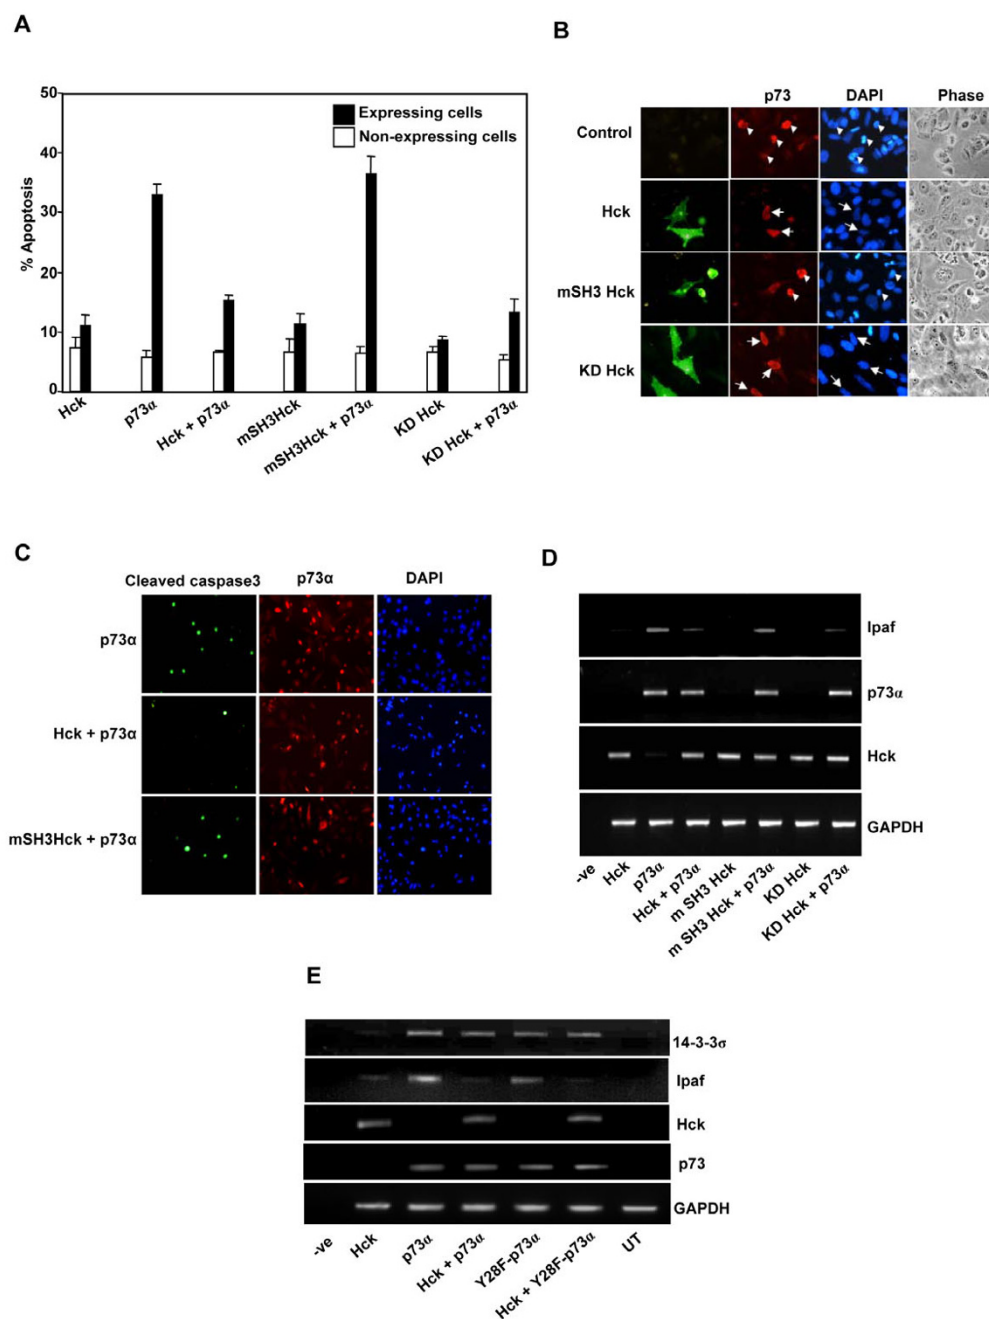 A
50
40
30
20
10
0
% Apoptosis
Expressing cells
Non-expressing cells
Hck
p73α
Hck + p73α
mSH3Hck
mSH3Hck + p73α
KD Hck
KD Hck + p73α
B
p73 DAPI Phase
Control
Hck
mSH3 Hck
KD Hck
C
Cleaved caspase3 p73α DAPI
p73α
Hck + p73α
mSH3Hck + p73α
D
Ipaf
p73α
Hck
GAPDH
-ve
Hck
p73α
Hck + p73α
m SH3 Hck
m SH3 Hck + p73α
KD Hck
KD Hck + p73α
E
14-3-3σ
Ipaf
Hck
p73
GAPDH
-ve
Hck
p73α
Hck + p73α
Y28F-p73α
Hck + Y28F-p73α
UT